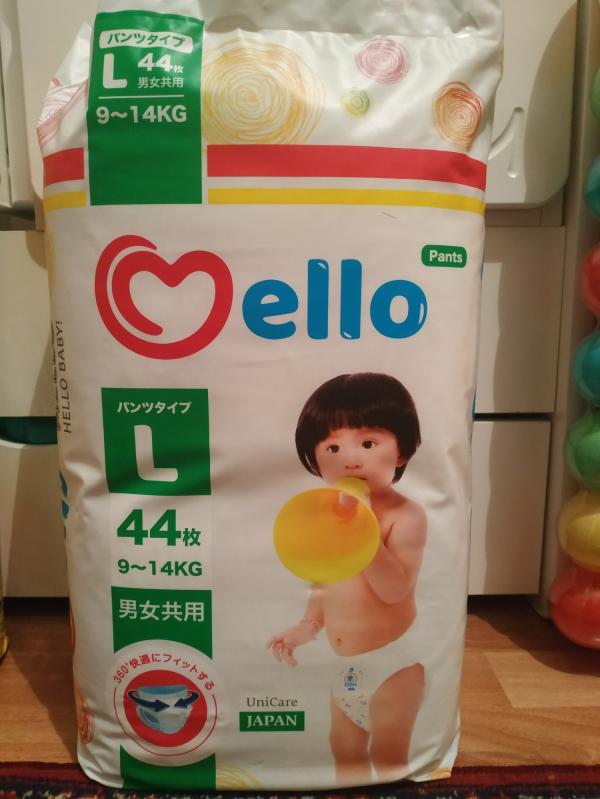 パンツタイプ
L 44枚
男女共用
9〜14KG
Mello
Pants
HELLO BABY!
パンツタイプ
L
44枚
9〜14KG
男女共用
360°快適にフィットする
UniCare
JAPAN